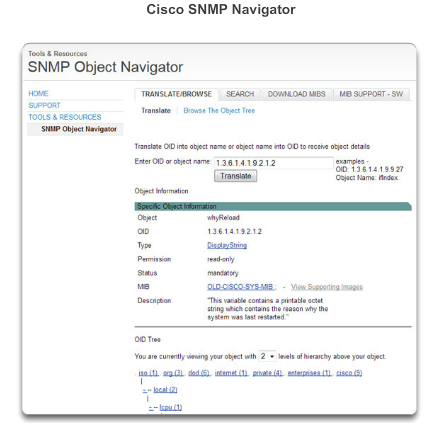 Cisco SNMP Navigator
Tools & Resources
SNMP Object Navigator
HOME
SUPPORT
TOOLS & RESOURCES
SNMP Object Navigator
TRANSLATE/BROWSE SEARCH DOWNLOAD MIBS MIB SUPPORT - SW
Translate | Browse The Object Tree
Translate OID into object name or object name into OID to receive object details
Enter OID or object name: 1.3.6.1.4.1.9.2.1.2 examples -
OID: 1.3.6.1.4.1.9.9.27
Translate Object Name: ifIndex
Object Information
Specific Object Information
Object whyReload
OID 1.3.6.1.4.1.9.2.1.2
Type DisplayString
Permission read-only
Status mandatory
MIB OLD-CISCO-SYS-MIB ; - View Supporting Images
Description "This variable contains a printable octet
string which contains the reason why the
system was last restarted."
OID Tree
You are currently viewing your object with 2 levels of hierarchy above your object.
. iso (1) . org (3) . dod (6) . internet (1) . private (4) . enterprises (1) . cisco (9)
|
- -- local (2)
|
- -- lcpu (1)